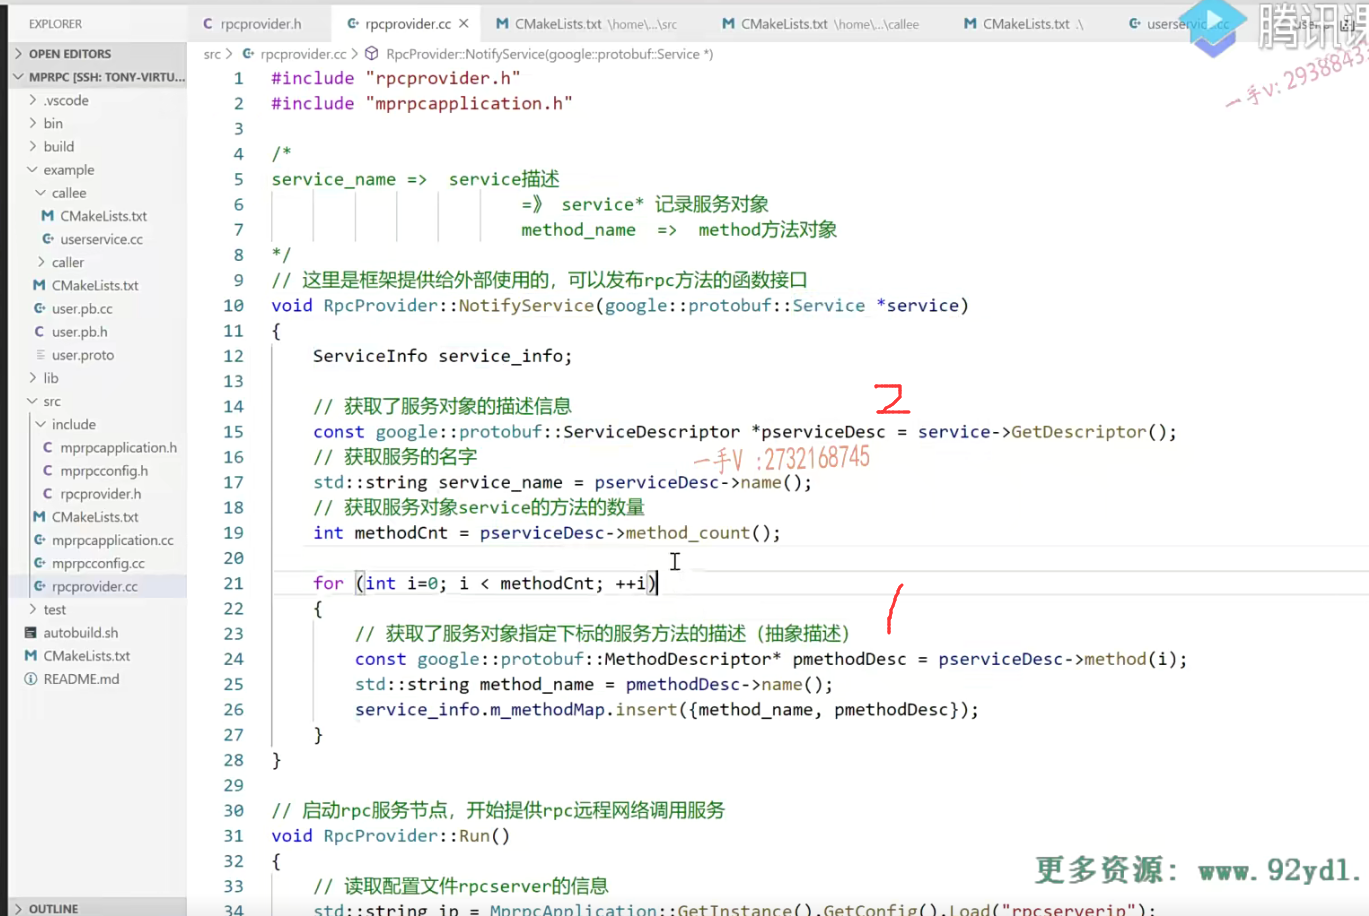 EXPLORER
rpcprovider.h
rpcprovider.cc
CMakeLists.txt \home\...\src
CMakeLists.txt \home\...\callee
CMakeLists.txt .\
腾讯课
一手V: 2938843
OPEN EDITORS
MPRPC [SSH: TONY-VIRTU...
.vscode
bin
build
example
callee
CMakeLists.txt
userservice.cc
caller
CMakeLists.txt
user.pb.cc
user.pb.h
user.proto
lib
src
include
mprpcapplication.h
mprpcconfig.h
rpcprovider.h
CMakeLists.txt
mprpcapplication.cc
mprpcconfig.cc
rpcprovider.cc
test
autobuild.sh
CMakeLists.txt
README.md
OUTLINE
src > rpcprovider.cc > RpcProvider::NotifyService(google::protobuf::Service *)
1 #include "rpcprovider.h"
2 #include "mprpcapplication.h"
3
4 /*
5 service_name => service描述
6 =》 service* 记录服务对象
7 method_name => method方法对象
8 */
9 // 这里是框架提供给外部使用的，可以发布rpc方法的函数接口
10 void RpcProvider::NotifyService(google::protobuf::Service *service)
11 {
12 ServiceInfo service_info;
13
2
14 // 获取了服务对象的描述信息
15 const google::protobuf::ServiceDescriptor *pserviceDesc = service->GetDescriptor();
16 // 获取服务的名字
一手V :2732168745
17 std::string service_name = pserviceDesc->name();
18 // 获取服务对象service的方法的数量
19 int methodCnt = pserviceDesc->method_count();
20
21 for (int i=0; i < methodCnt; ++i)
22 {
1
23 // 获取了服务对象指定下标的服务方法的描述（抽象描述）
24 const google::protobuf::MethodDescriptor* pmethodDesc = pserviceDesc->method(i);
25 std::string method_name = pmethodDesc->name();
26 service_info.m_methodMap.insert({method_name, pmethodDesc});
27 }
28 }
29
30 // 启动rpc服务节点，开始提供rpc远程网络调用服务
31 void RpcProvider::Run()
32 {
33 // 读取配置文件rpcserver的信息
34 std::string ip = MprpcApplication::GetInstance().GetConfig().Load("rpcserverip");
更多资源: www.92ydl.